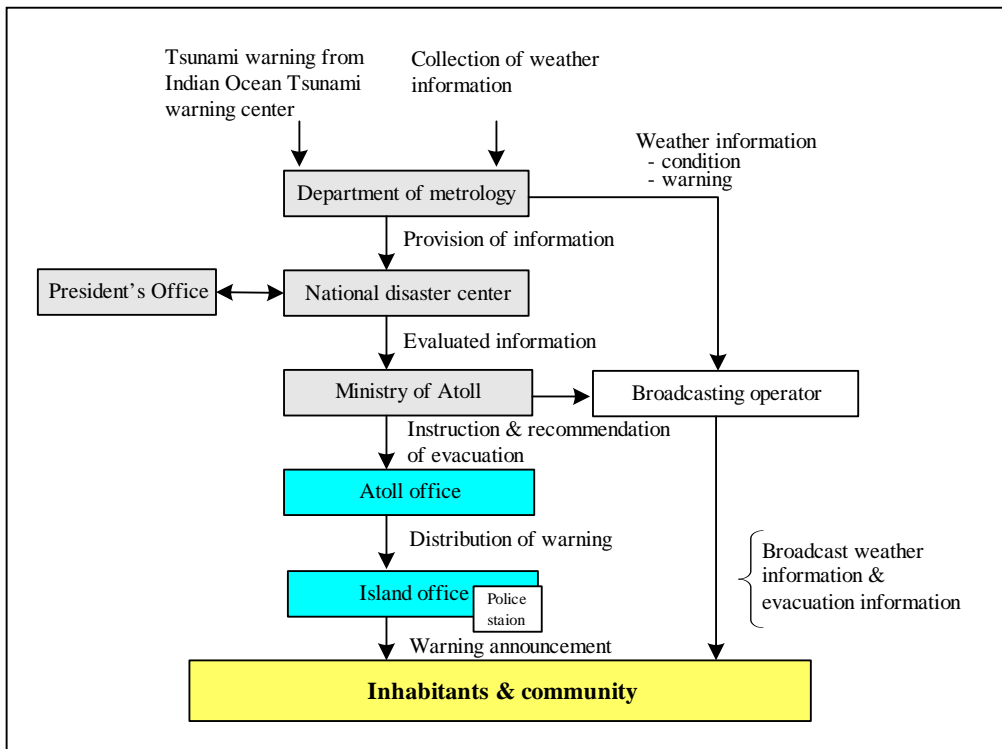 Tsunami warning from
Indian Ocean Tsunami
warning center
Collection of weather
information
Weather information
- condition
- warning
Department of metrology
Provision of information
President's Office
National disaster center
Evaluated information
Ministry of Atoll
Broadcasting operator
Instruction & recommendation
of evacuation
Atoll office
Distribution of warning
Broadcast weather
information &
evacuation information
Island office
Police
staion
Warning announcement
Inhabitants & community